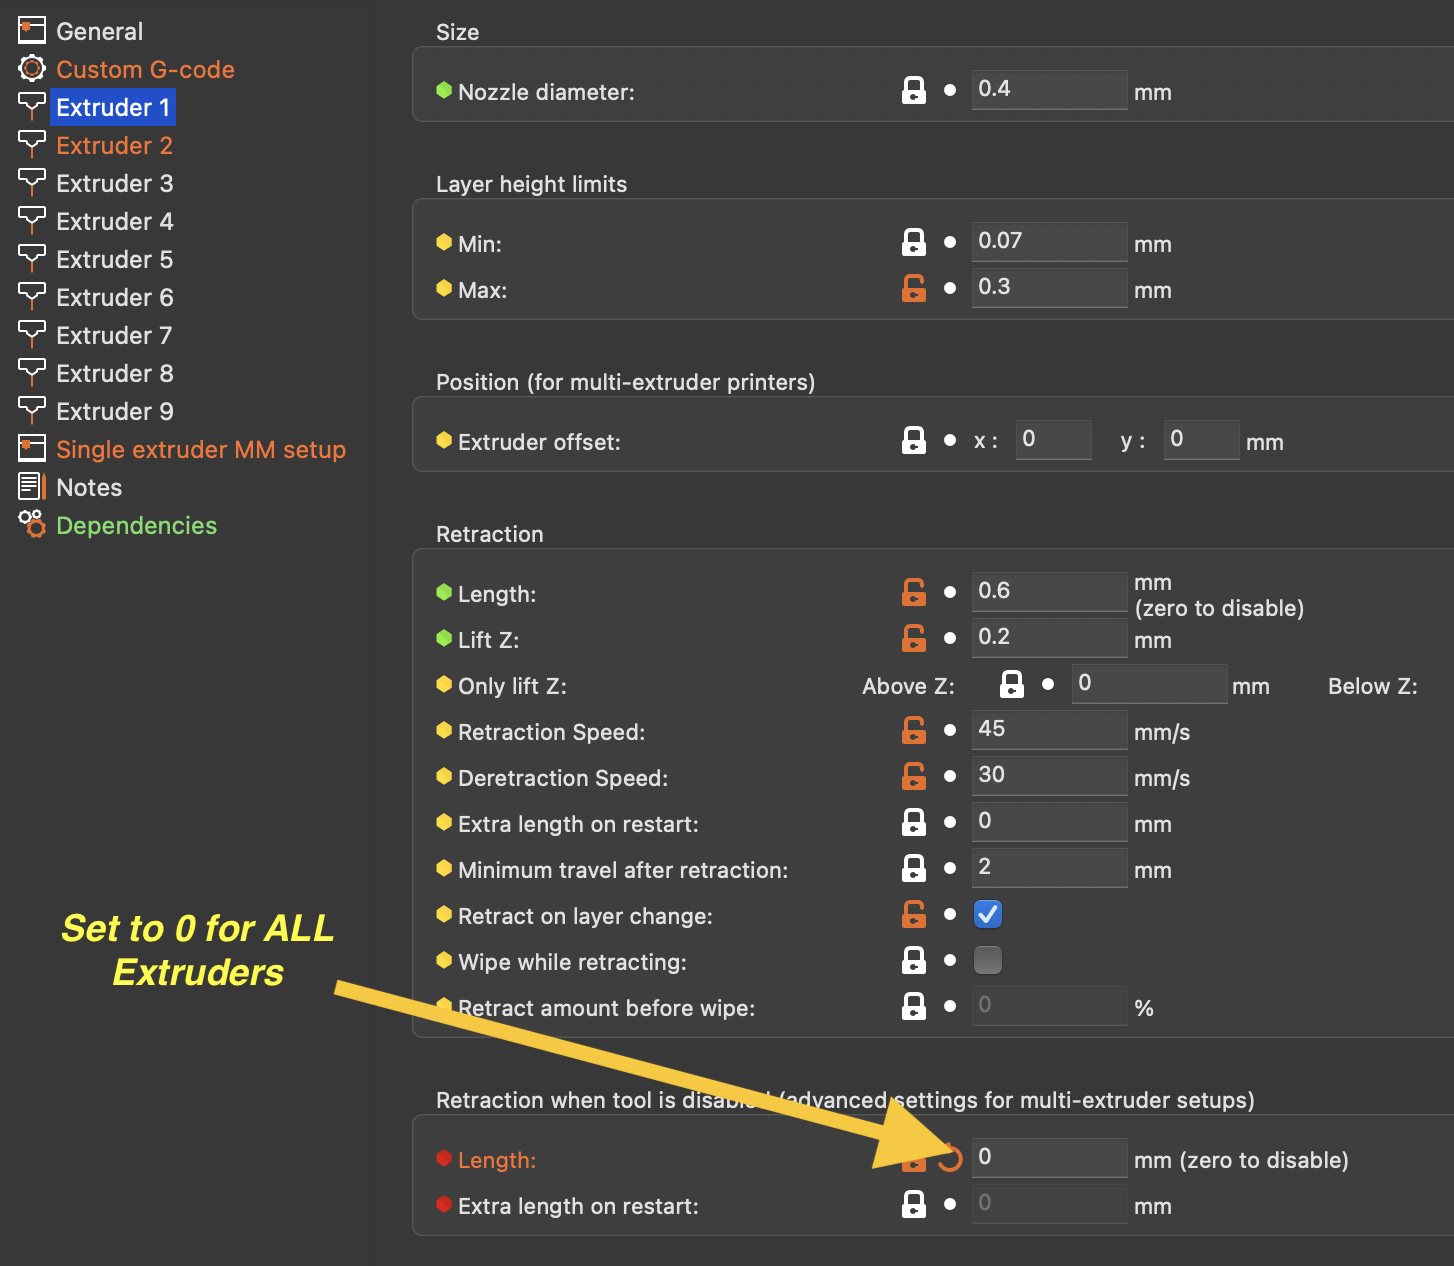 General
Custom G-code
Extruder 1
Extruder 2
Extruder 3
Extruder 4
Extruder 5
Extruder 6
Extruder 7
Extruder 8
Extruder 9
Single extruder MM setup
Notes
Dependencies
Set to 0 for ALL
Extruders
Size
Nozzle diameter: 0.4 mm
Layer height limits
Min: 0.07 mm
Max: 0.3 mm
Position (for multi-extruder printers)
Extruder offset: x : 0 y : 0 mm
Retraction
Length: 0.6 mm
(zero to disable)
Lift Z: 0.2 mm
Only lift Z: Above Z: 0 mm Below Z:
Retraction Speed: 45 mm/s
Deretraction Speed: 30 mm/s
Extra length on restart: 0 mm
Minimum travel after retraction: 2 mm
Retract on layer change:
Wipe while retracting:
Retract amount before wipe: 0 %
Retraction when tool is disabled (advanced settings for multi-extruder setups)
Length: 0 mm (zero to disable)
Extra length on restart: 0 mm